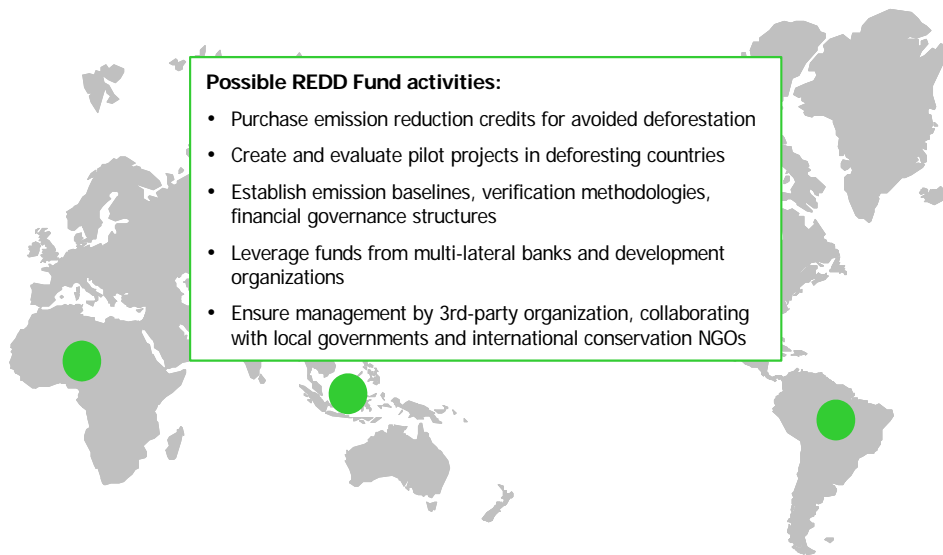 Possible REDD Fund activities:
• Purchase emission reduction credits for avoided deforestation
• Create and evaluate pilot projects in deforesting countries
• Establish emission baselines, verification methodologies,
financial governance structures
• Leverage funds from multi-lateral banks and development
organizations
• Ensure management by 3rd-party organization, collaborating
with local governments and international conservation NGOs